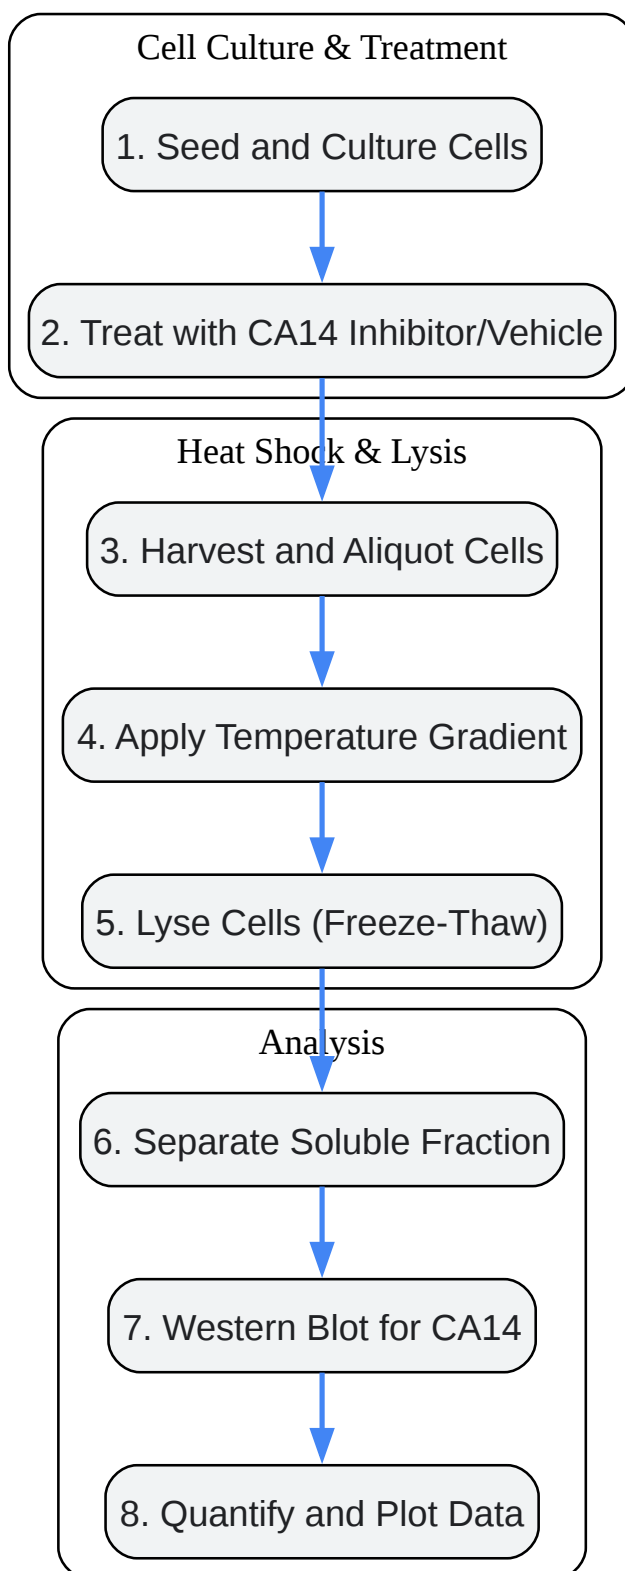 Cell Culture & Treatment
1. Seed and Culture Cells
2. Treat with CA14 Inhibitor/Vehicle
Heat Shock & Lysis
3. Harvest and Aliquot Cells
4. Apply Temperature Gradient
5. Lyse Cells (Freeze-Thaw)
Analysis
6. Separate Soluble Fraction
7. Western Blot for CA14
8. Quantify and Plot Data